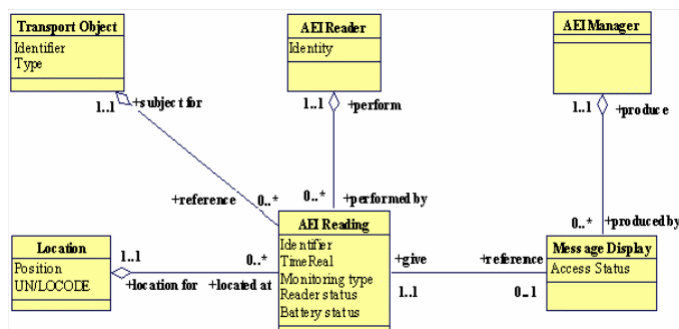 Transport Object
Identifier
Type
AEI Reader
Identity
AEI Manager
1..1
+subject for
1..1
+perform
1..1
+produce
+reference
0..*
0..*
+performed by
0..*
+produced by
Location
Position
UN/LOCODE
1..1
0..*
+location for
+located at
AEI Reading
Identifier
TimeReal
Monitoring type
Reader status
Battery status
+give
+reference
1..1
0..1
Message Display
Access Status